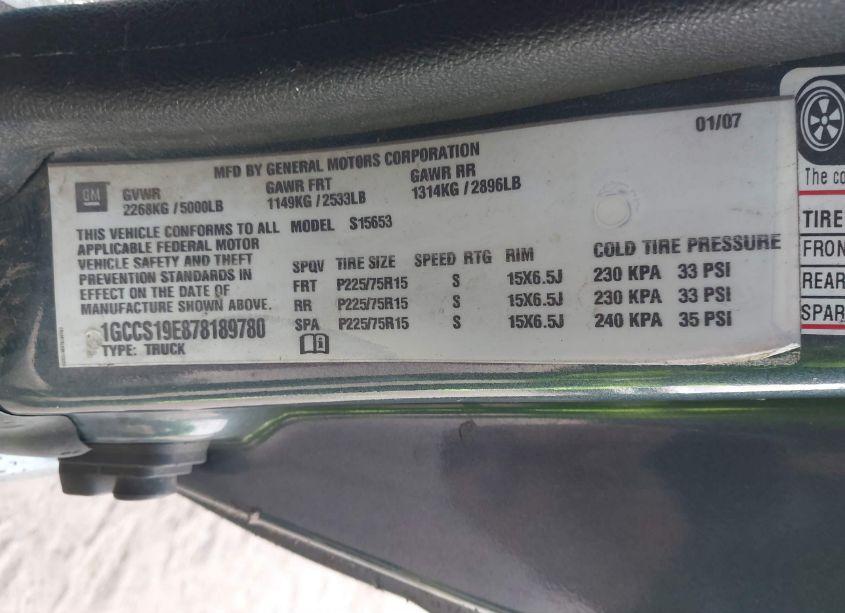 01/07
MFD BY GENERAL MOTORS CORPORATION
GM
GVWR GAWR FRT GAWR RR
2268KG / 5000LB 1149KG / 2533LB 1314KG / 2896LB
THIS VEHICLE CONFORMS TO ALL MODEL S15653
APPLICABLE FEDERAL MOTOR
VEHICLE SAFETY AND THEFT
PREVENTION STANDARDS IN
EFFECT ON THE DATE OF
MANUFACTURE SHOWN ABOVE.
1GCCS19E878189780
TYPE: TRUCK
SPQV TIRE SIZE SPEED RTG RIM COLD TIRE PRESSURE
FRT P225/75R15 S 15X6.5J 230 KPA 33 PSI
RR P225/75R15 S 15X6.5J 230 KPA 33 PSI
SPA P225/75R15 S 15X6.5J 240 KPA 35 PSI
The co
TIRE
FRON
REAR
SPAR